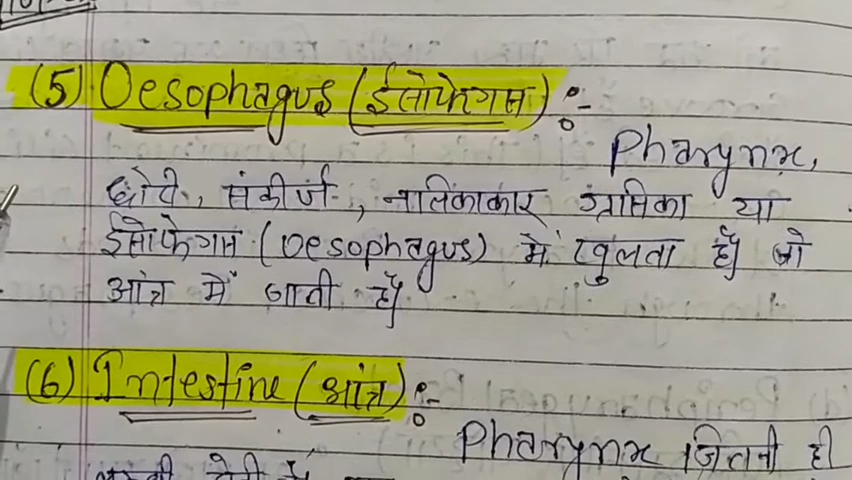 (5) Oesophagus (ईसोफेगस) :-
Pharynx,
छोटे, संकीर्ण, नालिकाकार ग्रासिका या
ईसोफेगस (Oesophagus) में खुलता है जो
आंत्र में जाती है
(6) Intestine (आंत्र) :-
Pharynx जितनी ही